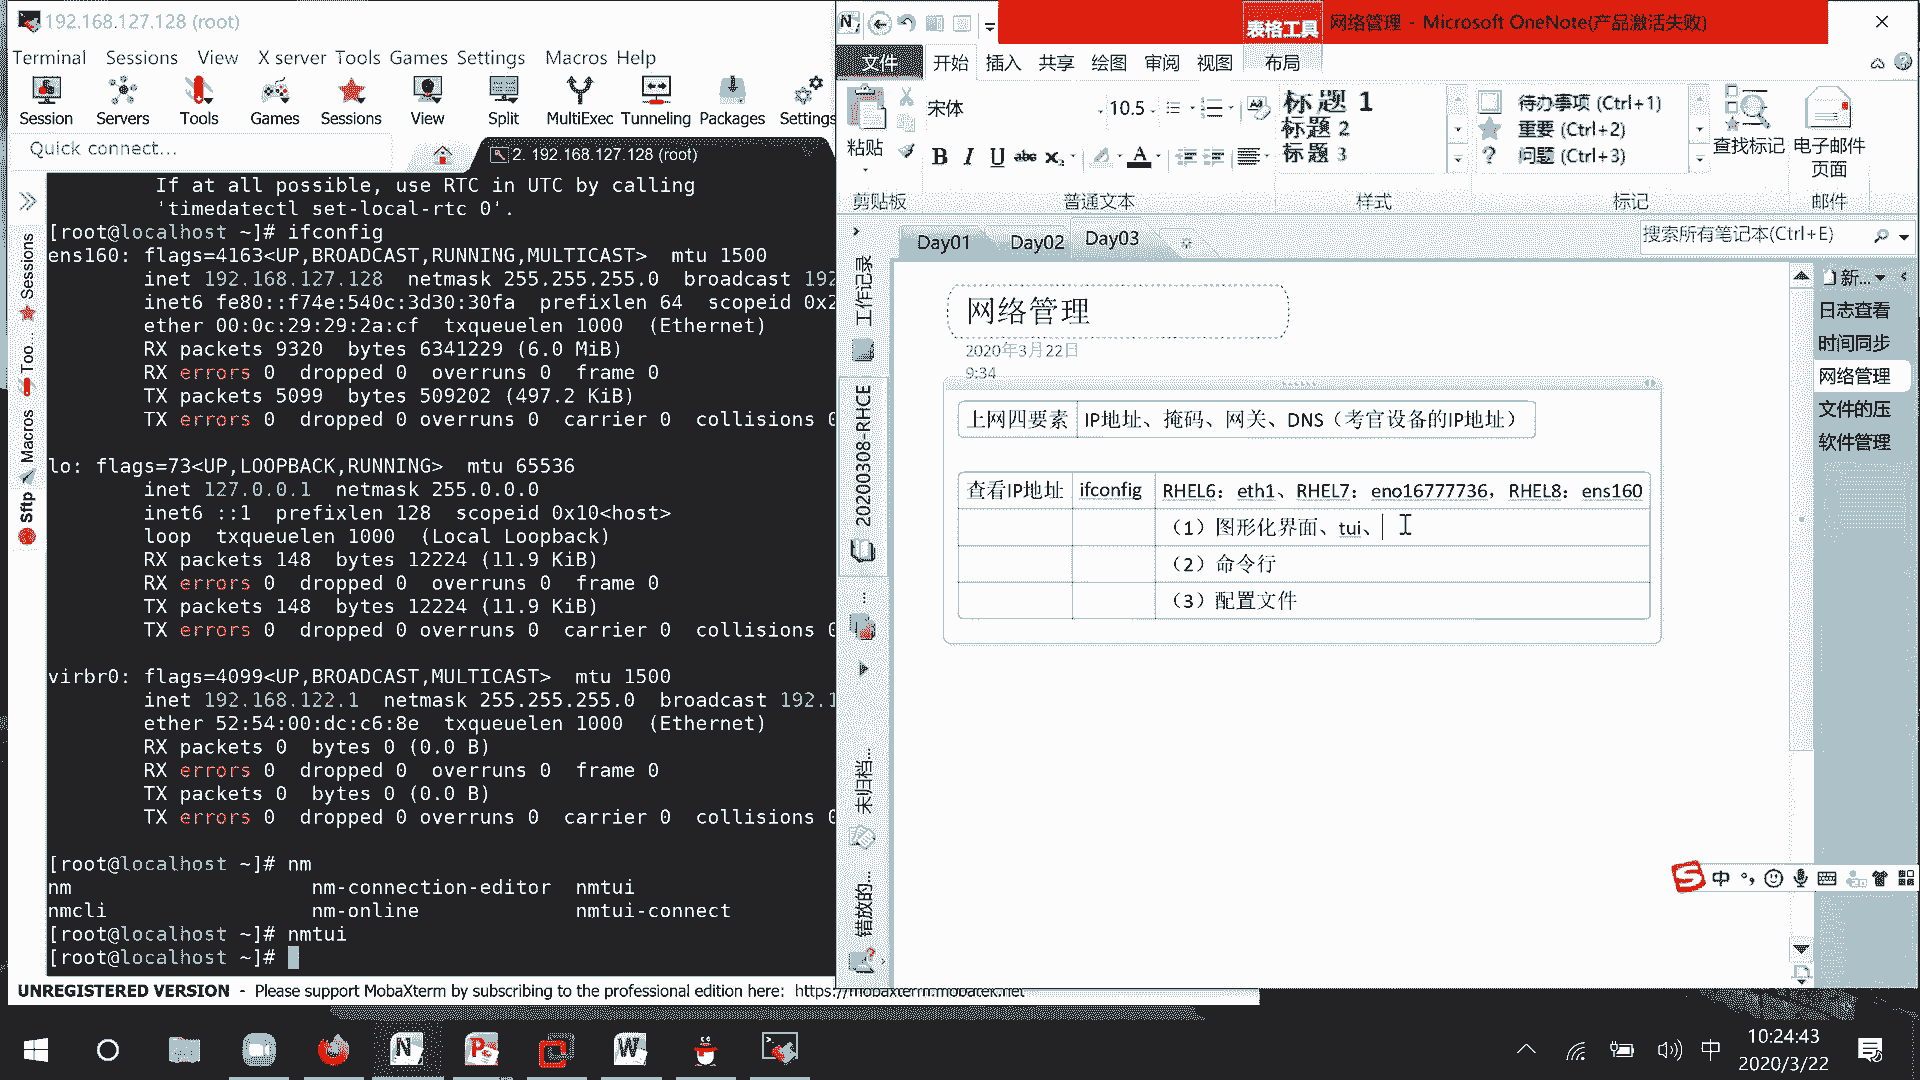 192.168.127.128 (root)
Terminal Sessions View X server Tools Games Settings Macros Help
Session Servers Tools Games Sessions View Split MultiExec Tunneling Packages Settings
Quick connect...
2. 192.168.127.128 (root)
Sessions
Too...
Macros
Sftp
If at all possible, use RTC in UTC by calling
'timedatectl set-local-rtc 0'.
[root@localhost ~]# ifconfig
ens160: flags=4163<UP,BROADCAST,RUNNING,MULTICAST>  mtu 1500
inet 192.168.127.128  netmask 255.255.255.0  broadcast 192
inet6 fe80::f74e:540c:3d30:30fa  prefixlen 64  scopeid 0x2
ether 00:0c:29:29:2a:cf  txqueuelen 1000  (Ethernet)
RX packets 9320  bytes 6341229 (6.0 MiB)
RX errors 0  dropped 0  overruns 0  frame 0
TX packets 5099  bytes 509202 (497.2 KiB)
TX errors 0  dropped 0 overruns 0  carrier 0  collisions 0
lo: flags=73<UP,LOOPBACK,RUNNING>  mtu 65536
inet 127.0.0.1  netmask 255.0.0.0
inet6 ::1  prefixlen 128  scopeid 0x10<host>
loop  txqueuelen 1000  (Local Loopback)
RX packets 148  bytes 12224 (11.9 KiB)
RX errors 0  dropped 0  overruns 0  frame 0
TX packets 148  bytes 12224 (11.9 KiB)
TX errors 0  dropped 0 overruns 0  carrier 0  collisions 0
virbr0: flags=4099<UP,BROADCAST,MULTICAST>  mtu 1500
inet 192.168.122.1  netmask 255.255.255.0  broadcast 192.1
ether 52:54:00:dc:c6:8e  txqueuelen 1000  (Ethernet)
RX packets 0  bytes 0 (0.0 B)
RX errors 0  dropped 0  overruns 0  frame 0
TX packets 0  bytes 0 (0.0 B)
TX errors 0  dropped 0 overruns 0  carrier 0  collisions 0
[root@localhost ~]# nm
nm nm-connection-editor nmtui
nmcli nm-online nmtui-connect
[root@localhost ~]# nmtui
[root@localhost ~]#
UNREGISTERED VERSION - Please support MobaXterm by subscribing to the professional edition here: https://mobaxterm.mobatek.net
表格工具 网络管理 - Microsoft OneNote(产品激活失败)
文件 开始 插入 共享 绘图 审阅 视图 布局
粘贴
剪贴板
宋体 10.5
B I U abc x₂ A
普通文本
标题 1
标题 2
标题 3
样式
待办事项 (Ctrl+1)
重要 (Ctrl+2)
问题 (Ctrl+3)
标记
查找标记
电子邮件
页面
邮件
Day01 Day02 Day03
搜索所有笔记本(Ctrl+E)
工作记录
20200308-RHCE
未归档...
错放的...
网络管理
2020年3月22日
9:34
上网四要素 IP地址、掩码、网关、DNS（考官设备的IP地址）
查看IP地址 ifconfig RHEL6：eth1、RHEL7：eno16777736，RHEL8：ens160
（1）图形化界面、tui、
（2）命令行
（3）配置文件
新...
日志查看
时间同步
网络管理
文件的压
软件管理
中
中
10:24:43
2020/3/22